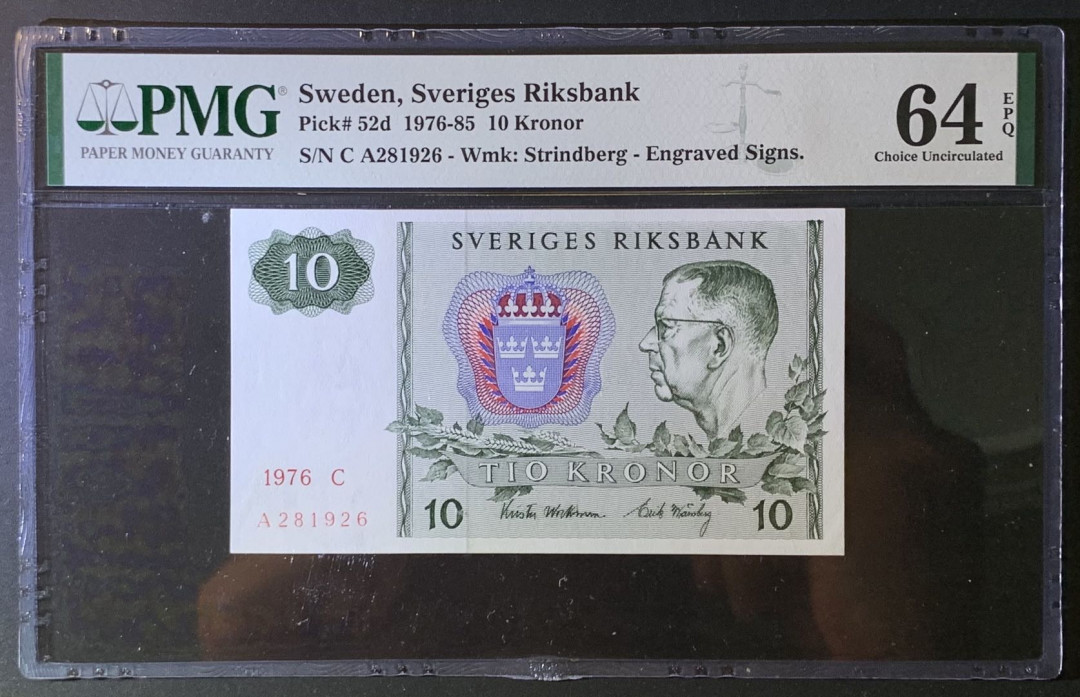 PMG®
PAPER MONEY GUARANTY
Sweden, Sveriges Riksbank
Pick# 52d 1976-85 10 Kronor
S/N C A281926 - Wmk: Strindberg - Engraved Signs.
64 EPQ
Choice Uncirculated
SVERIGES RIKSBANK
10
1976 C
A281926
TIO KRONOR
10 10